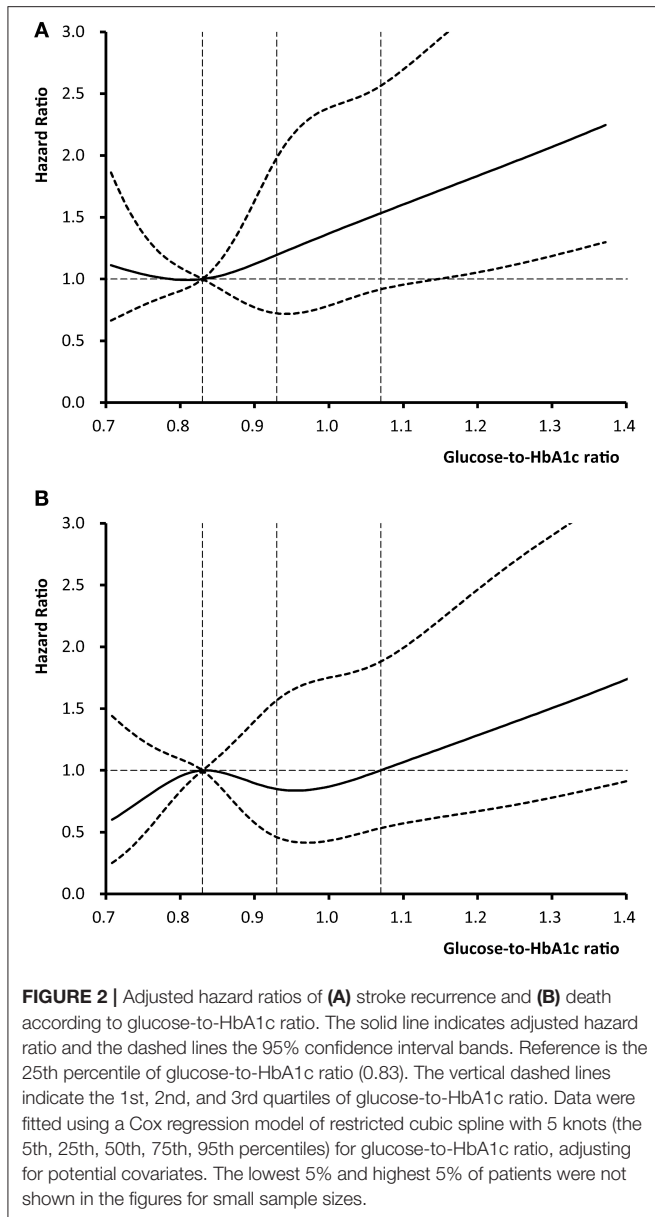 A
3.0
2.5
2.0
1.5
1.0
0.5
0.0
Hazard Ratio
0.7 0.8 0.9 1.0 1.1 1.2 1.3 1.4
Glucose-to-HbA1c ratio
B
3.0
2.5
2.0
1.5
1.0
0.5
0.0
Hazard Ratio
0.7 0.8 0.9 1.0 1.1 1.2 1.3 1.4
Glucose-to-HbA1c ratio
FIGURE 2 | Adjusted hazard ratios of (A) stroke recurrence and (B) death
according to glucose-to-HbA1c ratio. The solid line indicates adjusted hazard
ratio and the dashed lines the 95% confidence interval bands. Reference is the
25th percentile of glucose-to-HbA1c ratio (0.83). The vertical dashed lines
indicate the 1st, 2nd, and 3rd quartiles of glucose-to-HbA1c ratio. Data were
fitted using a Cox regression model of restricted cubic spline with 5 knots (the
5th, 25th, 50th, 75th, 95th percentiles) for glucose-to-HbA1c ratio, adjusting
for potential covariates. The lowest 5% and highest 5% of patients were not
shown in the figures for small sample sizes.